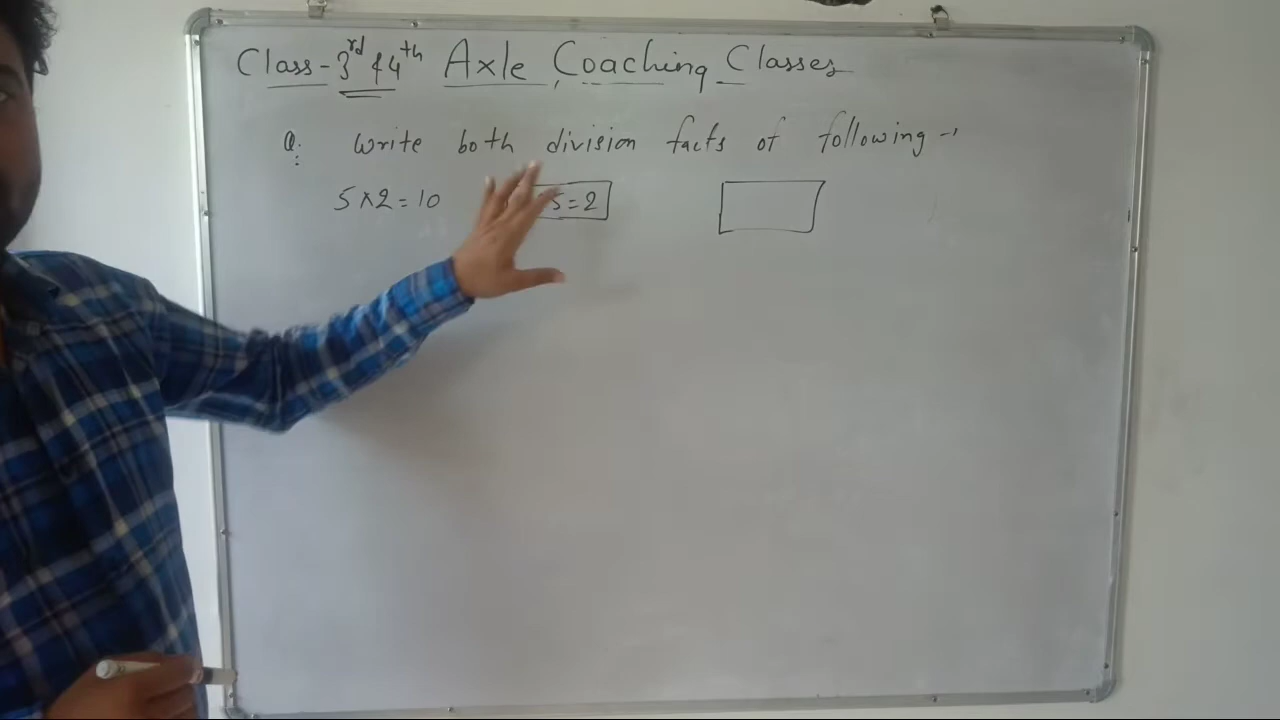 Class-3rd &4th Axle Coaching Classes
Q. Write both division facts of following-
5×2=10 5=2